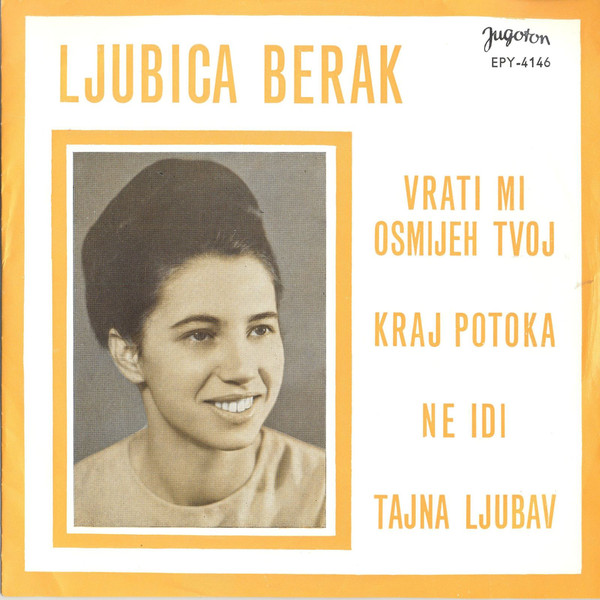 LJUBICA BERAK
Jugoton
EPY-4146
VRATI MI
OSMIJEH TVOJ
KRAJ POTOKA
NE IDI
TAJNA LJUBAV